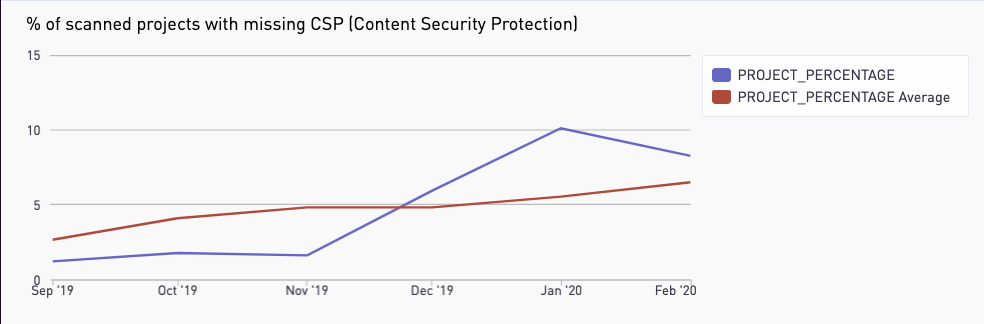 % of scanned projects with missing CSP (Content Security Protection)
15
PROJECT_PERCENTAGE
PROJECT_PERCENTAGE Average
10
5
0
Sep '19 Oct '19 Nov '19 Dec '19 Jan '20 Feb '20